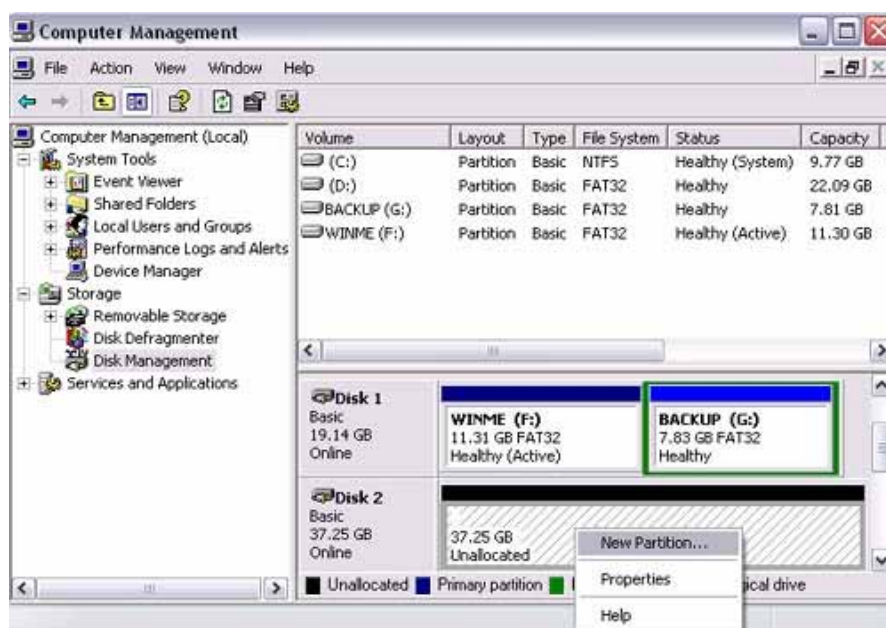 Computer Management
File Action View Window Help
Computer Management (Local)
System Tools
Event Viewer
Shared Folders
Local Users and Groups
Performance Logs and Alerts
Device Manager
Storage
Removable Storage
Disk Defragmenter
Disk Management
Services and Applications
Volume Layout Type File System Status Capacity
(C:) Partition Basic NTFS Healthy (System) 9.77 GB
(D:) Partition Basic FAT32 Healthy 22.09 GB
BACKUP (G:) Partition Basic FAT32 Healthy 7.81 GB
WINME (F:) Partition Basic FAT32 Healthy (Active) 11.30 GB
Disk 1
Basic
19.14 GB
Online
WINME (F:)
11.31 GB FAT32
Healthy (Active)
BACKUP (G:)
7.83 GB FAT32
Healthy
Disk 2
Basic
37.25 GB
Online
37.25 GB
Unallocated
New Partition...
Properties
Help
Unallocated Primary partition drive